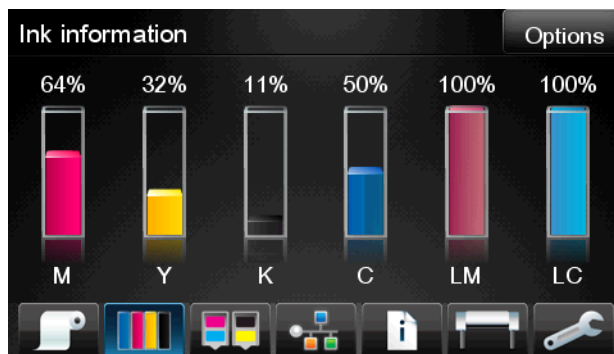 Ink information
Options
64% 32% 11% 50% 100% 100%
M Y K C LM LC
i